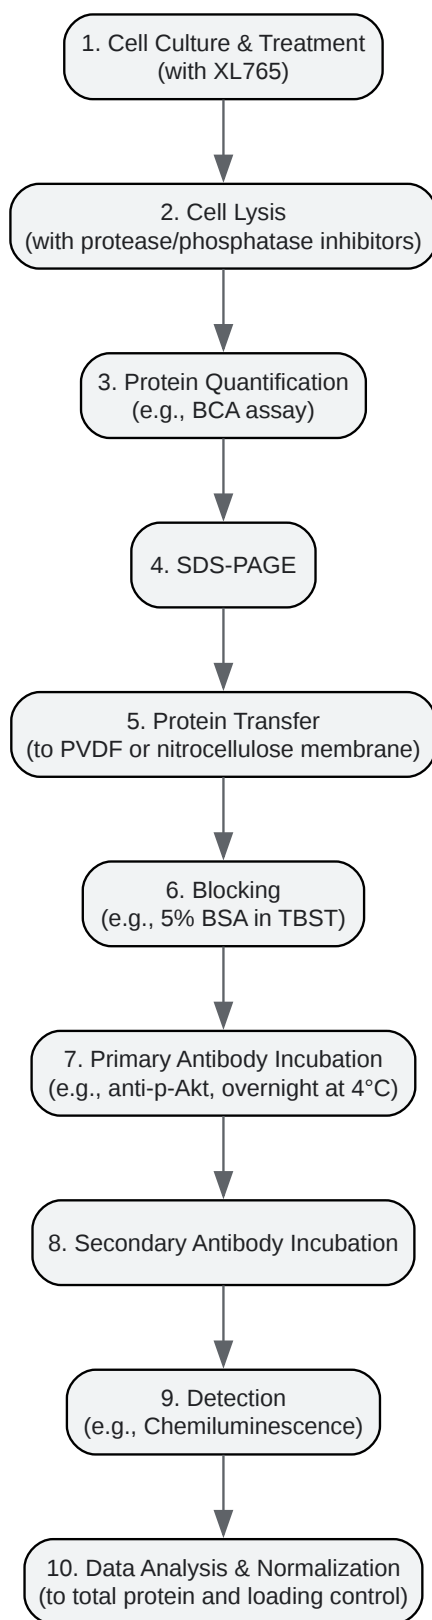 1. Cell Culture & Treatment
(with XL765)
2. Cell Lysis
(with protease/phosphatase inhibitors)
3. Protein Quantification
(e.g., BCA assay)
4. SDS-PAGE
5. Protein Transfer
(to PVDF or nitrocellulose membrane)
6. Blocking
(e.g., 5% BSA in TBST)
7. Primary Antibody Incubation
(e.g., anti-p-Akt, overnight at 4°C)
8. Secondary Antibody Incubation
9. Detection
(e.g., Chemiluminescence)
10. Data Analysis & Normalization
(to total protein and loading control)